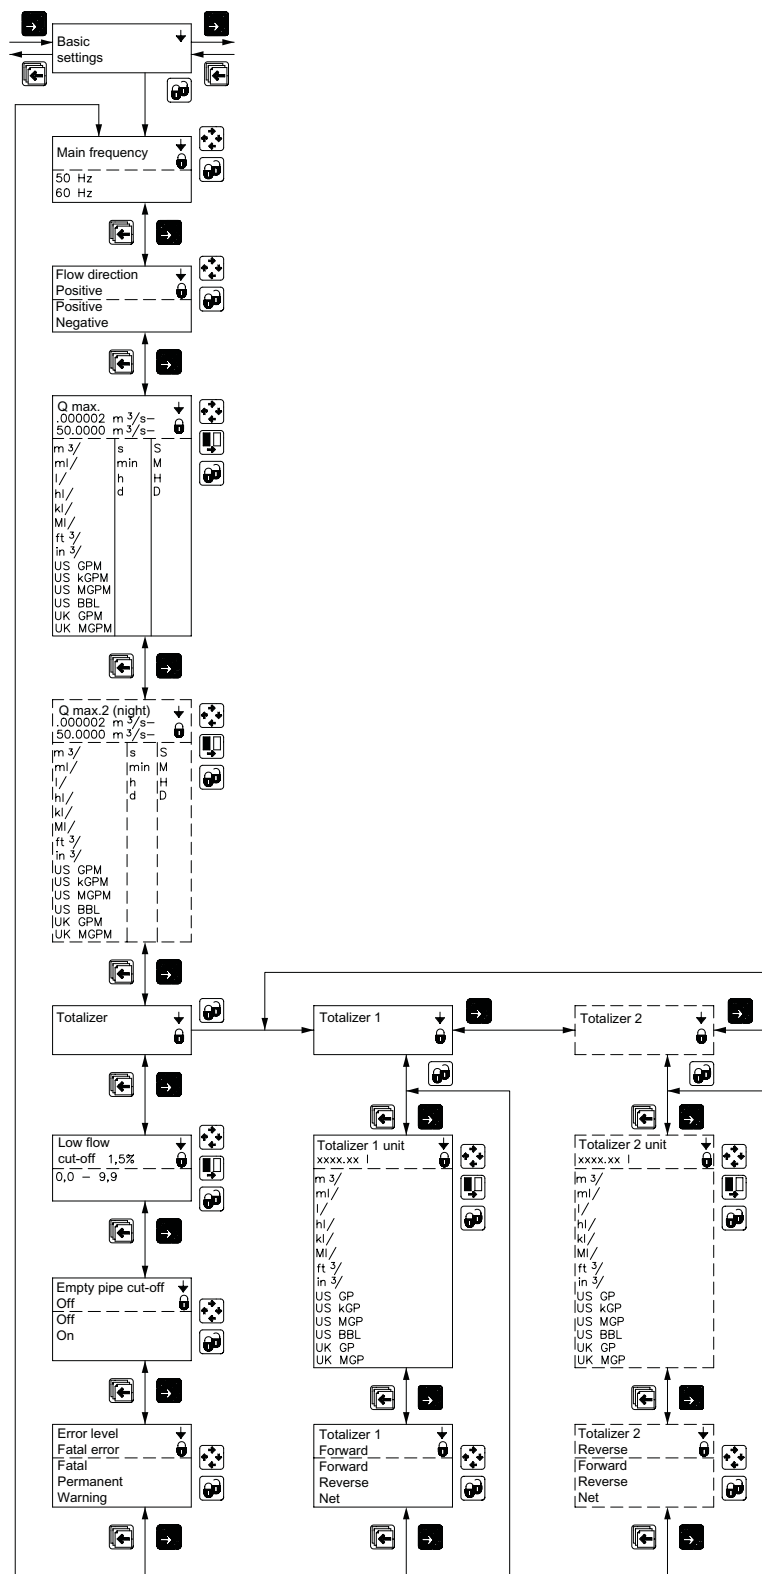 Basic
settings
Main frequency
50 Hz
60 Hz
Flow direction
Positive
Positive
Negative
Q max.
.000002 m3/s–
50.0000 m3/s–
m3/ s S
ml/ min M
l/ h H
hl/ d D
kl/
Ml/
ft3/
in3/
US GPM
US kGPM
US MGPM
US BBL
UK GPM
UK MGPM
Q max.2 (night)
.000002 m3/s–
50.0000 m3/s–
m3/ s S
ml/ min M
l/ h H
hl/ d D
kl/
Ml/
ft3/
in3/
US GPM
US kGPM
US MGPM
US BBL
UK GPM
UK MGPM
Totalizer
Totalizer 1
Totalizer 2
Low flow
cut-off 1,5%
0,0 – 9,9
Totalizer 1 unit
xxxx.xx l
m3/
ml/
l/
hl/
kl/
Ml/
ft3/
in3/
US GP
US kGP
US MGP
US BBL
UK GP
UK MGP
Totalizer 2 unit
xxxx.xx l
m3/
ml/
l/
hl/
kl/
Ml/
ft3/
in3/
US GP
US kGP
US MGP
US BBL
UK GP
UK MGP
Empty pipe cut-off
Off
Off
On
Error level
Fatal error
Fatal
Permanent
Warning
Totalizer 1
Forward
Forward
Reverse
Net
Totalizer 2
Reverse
Forward
Reverse
Net